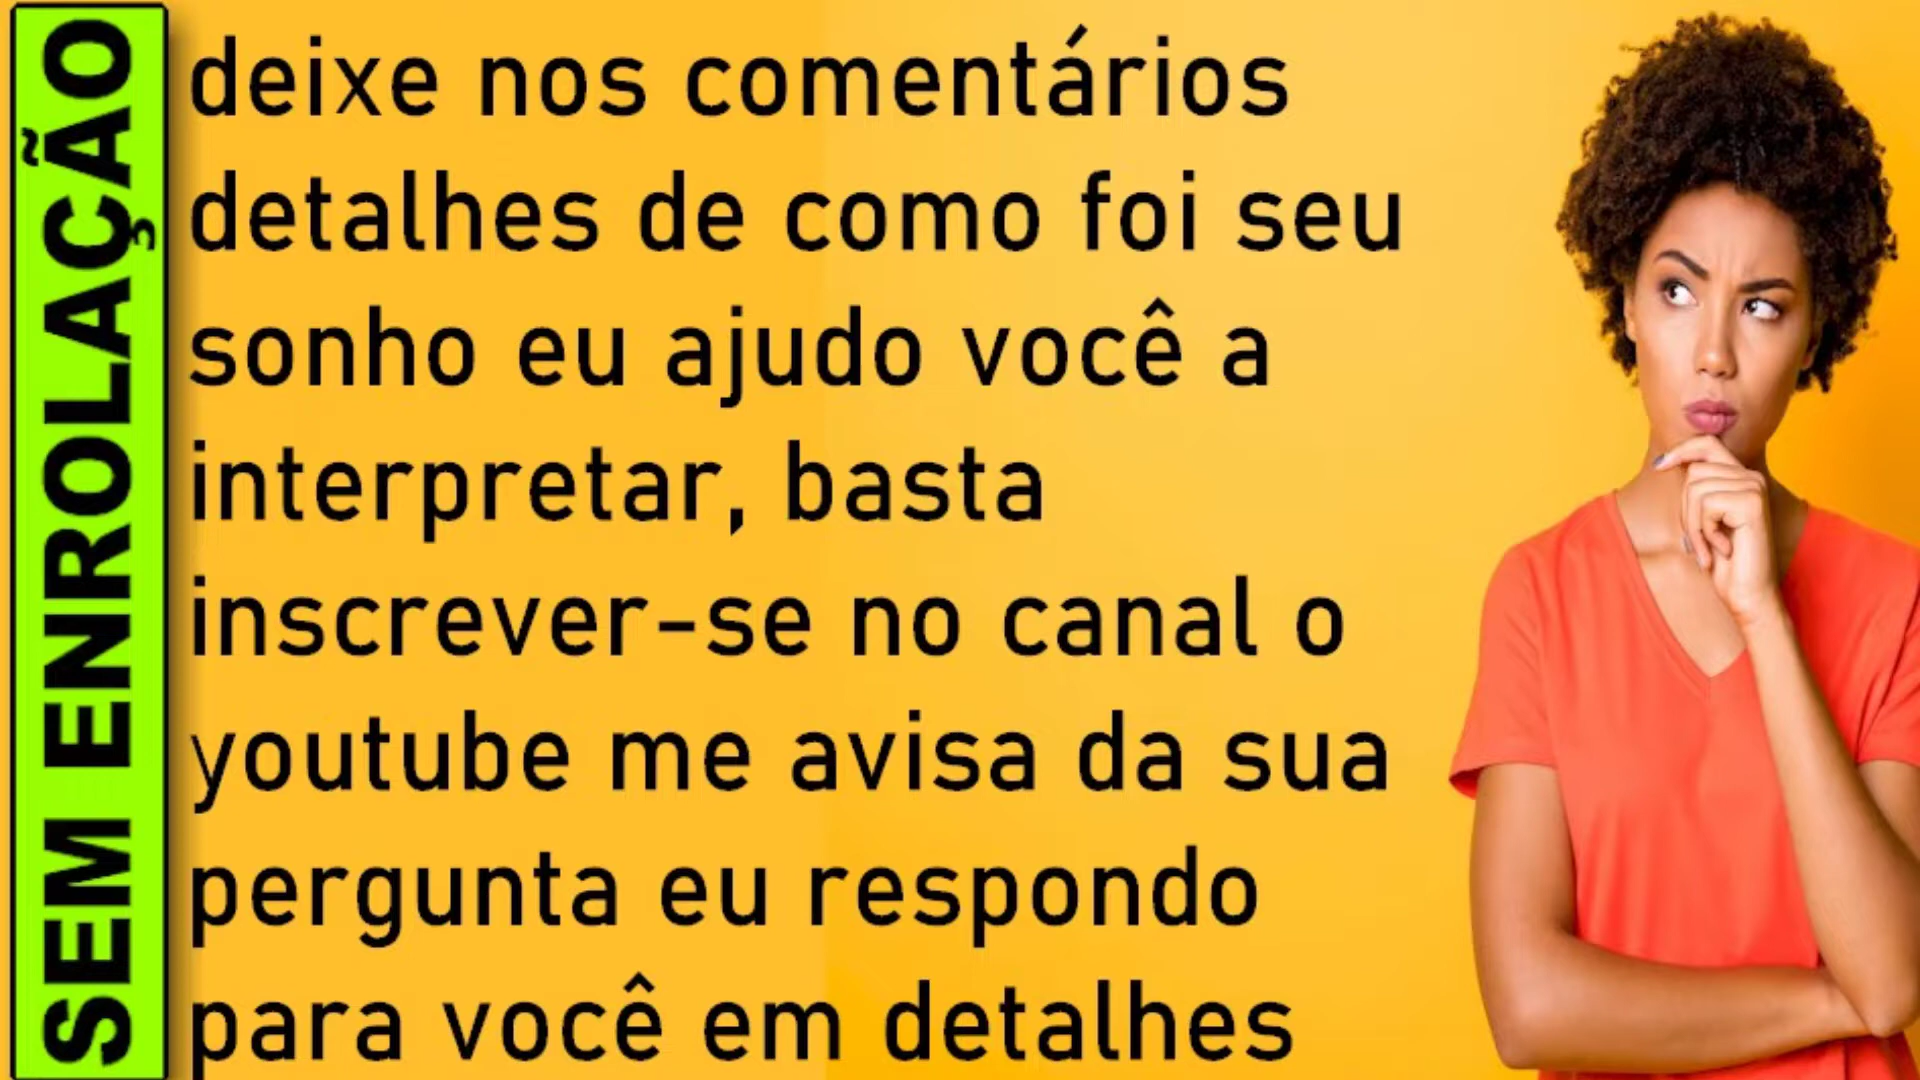 SEM ENROLAÇÃO
deixe nos comentários
detalhes de como foi seu
sonho eu ajudo você a
interpretar, basta
inscrever-se no canal o
youtube me avisa da sua
pergunta eu respondo
para você em detalhes